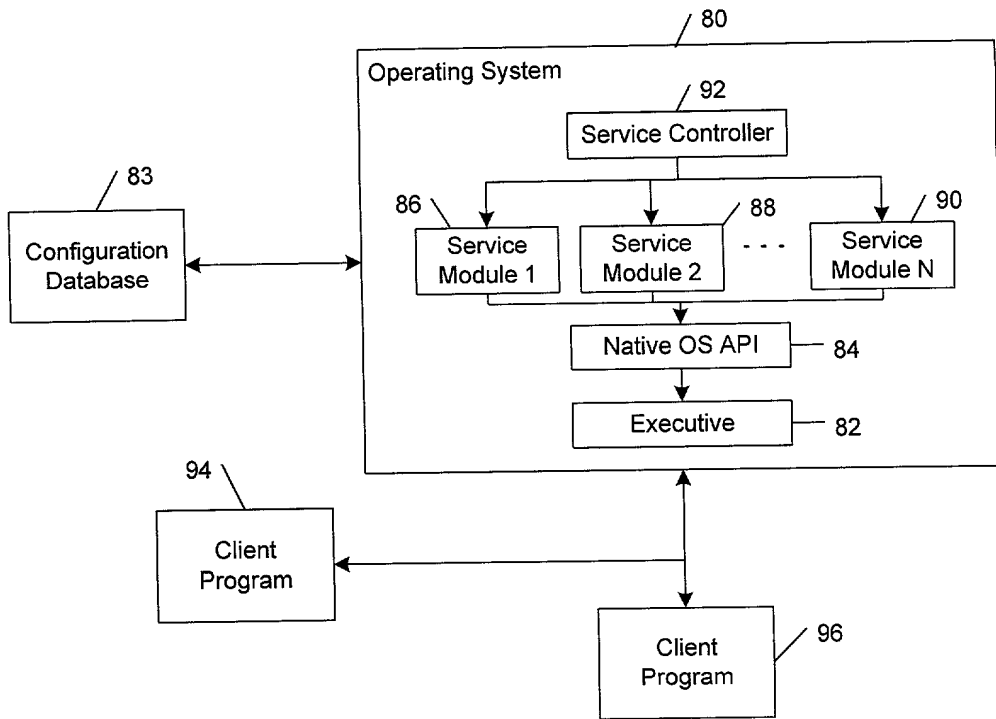 80
Operating System
92
Service Controller
83
Configuration
Database
86
Service
Module 1
88
Service
Module 2
- - -
90
Service
Module N
Native OS API
84
Executive
82
94
Client
Program
Client
Program
96